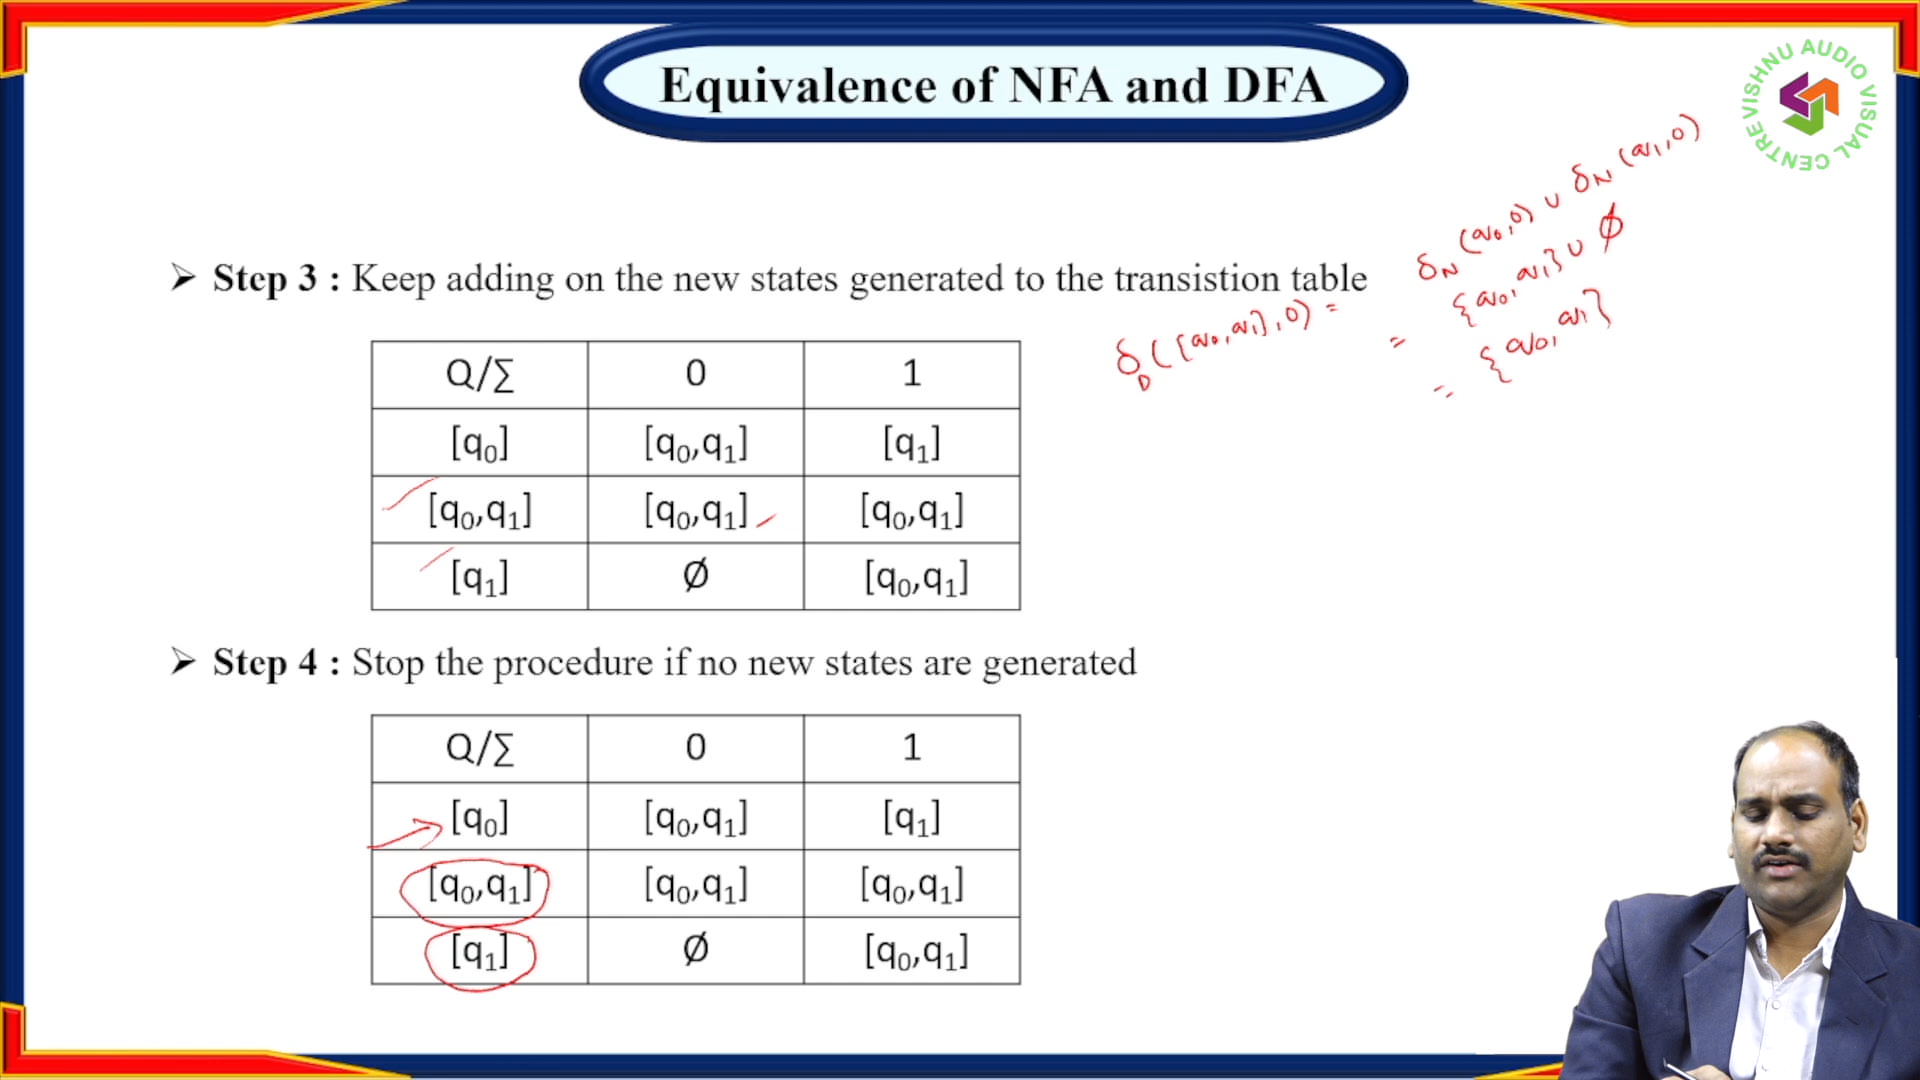 Equivalence of NFA and DFA
VISHNU AUDIO VISUAL CENTRE
➤ Step 3 : Keep adding on the new states generated to the transistion table
δN (q0,0) ∪ δN (q1,0)
= {q0, q1} ∪ ∅
δD ([q0,q1],0) =
= {q0, q1}
Q/∑ 0 1
[q0] [q0,q1] [q1]
[q0,q1] [q0,q1] [q0,q1]
[q1] Ø [q0,q1]
➤ Step 4 : Stop the procedure if no new states are generated
Q/∑ 0 1
[q0] [q0,q1] [q1]
[q0,q1] [q0,q1] [q0,q1]
[q1] Ø [q0,q1]